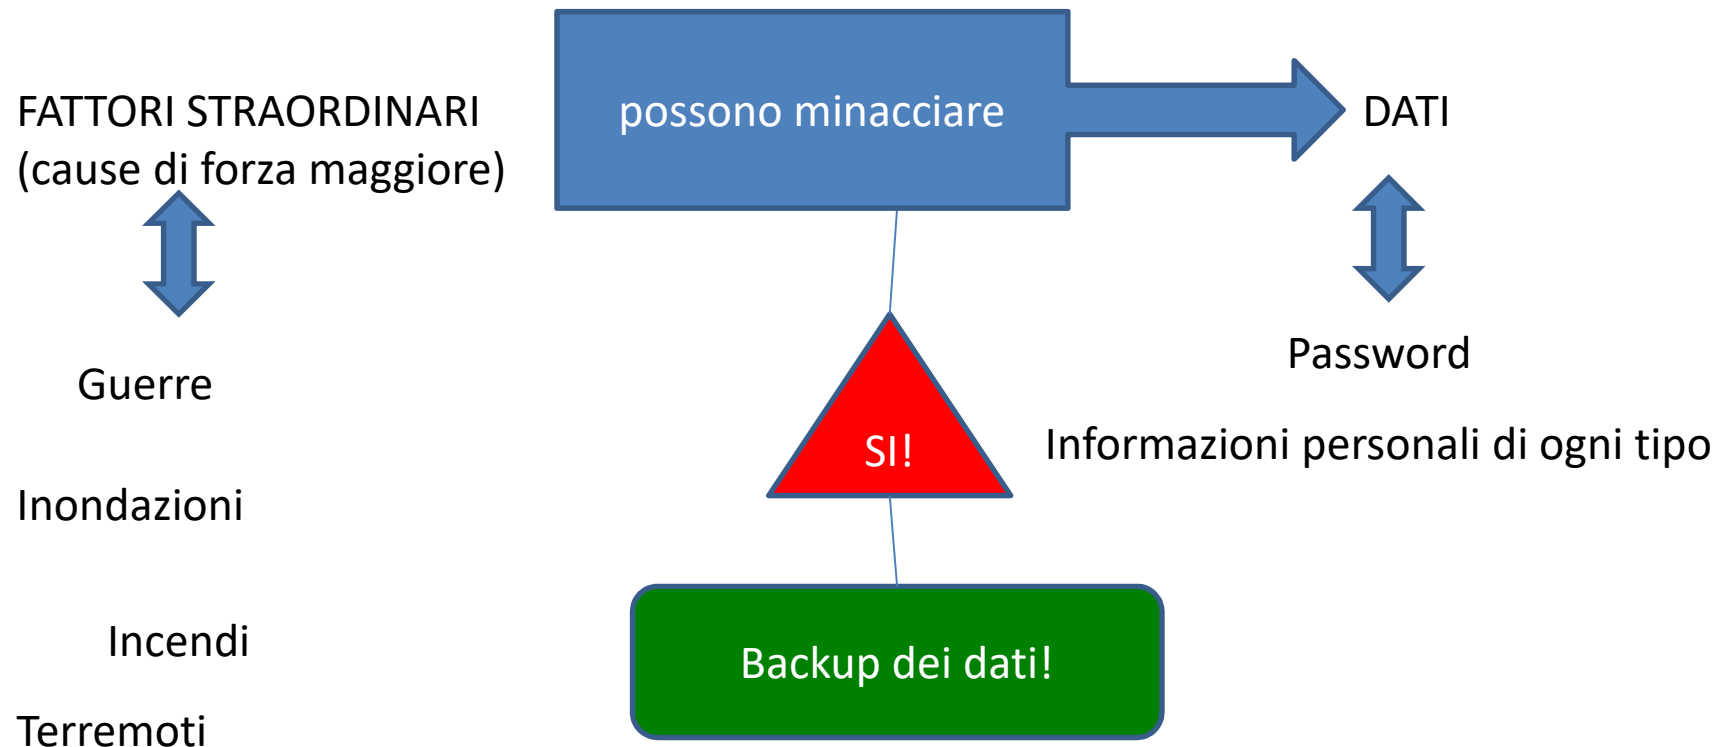 FATTORI STRAORDINARI
(cause di forza maggiore)
possono minacciare
DATI
Guerre
Inondazioni
Incendi
Terremoti
SI!
Password
Informazioni personali di ogni tipo
Backup dei dati!